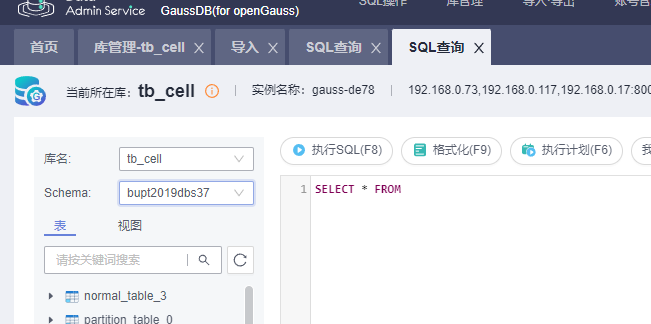 Data
Admin Service
GaussDB(for openGauss)
SQL操作
库管理
导入·导出
账号管
首页
库管理-tb_cell
导入
SQL查询
SQL查询
当前所在库：tb_cell
实例名称：gauss-de78
192.168.0.73,192.168.0.117,192.168.0.17:800
库名：
tb_cell
Schema:
bupt2019dbs37
表
视图
请按关键词搜索
normal_table_3
partition_table_0
执行SQL(F8)
格式化(F9)
执行计划(F6)
我
1
SELECT * FROM